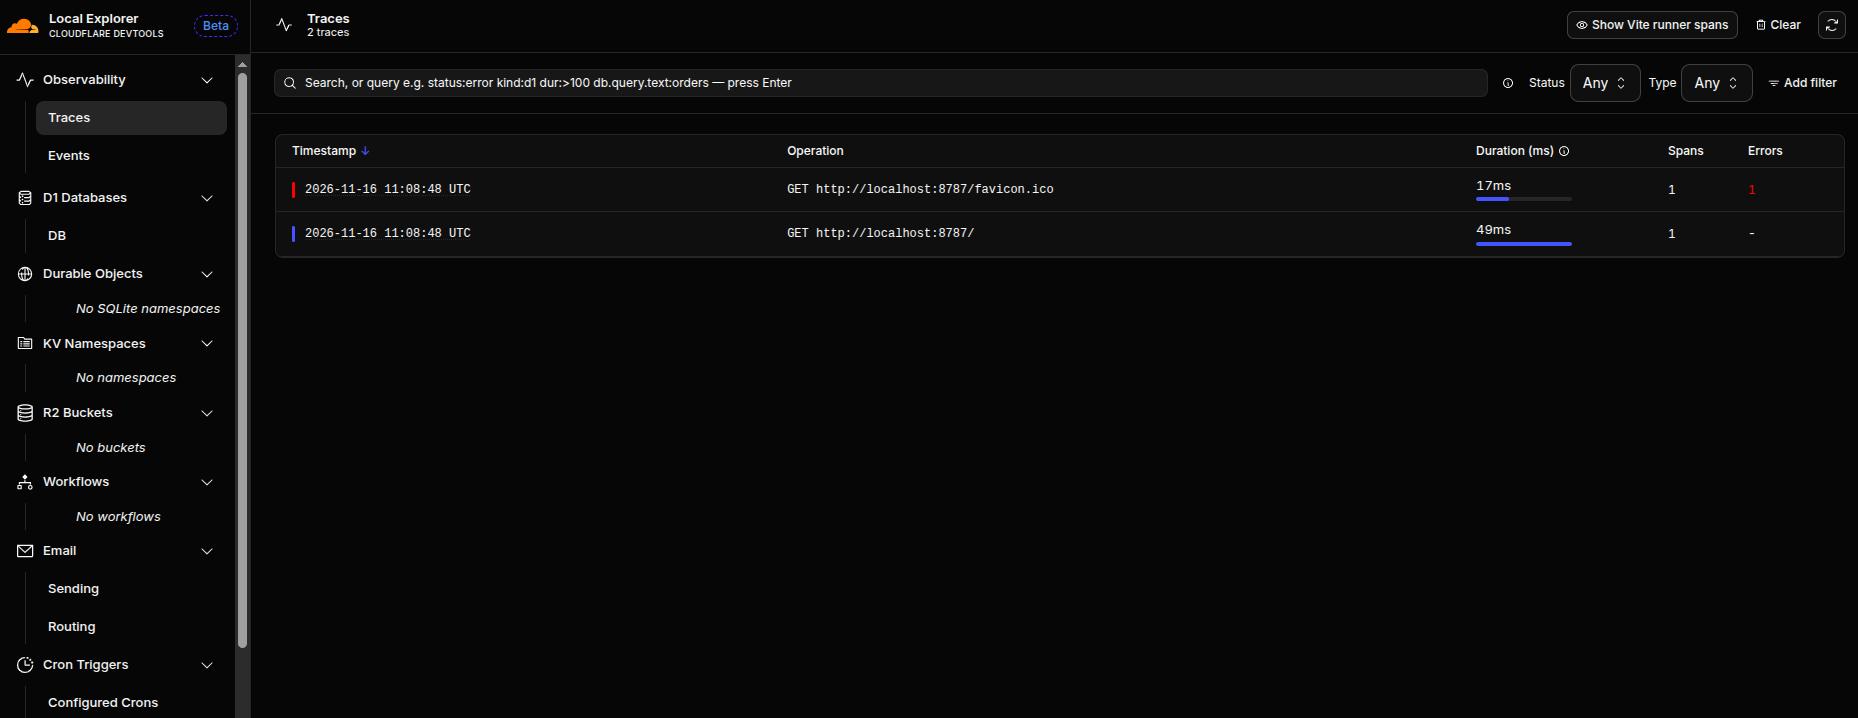 Local Explorer
CLOUDFLARE DEVTOOLS
Beta
Traces
2 traces
Show Vite runner spans
Clear
Observability
Traces
Events
D1 Databases
DB
Durable Objects
No SQLite namespaces
KV Namespaces
No namespaces
R2 Buckets
No buckets
Workflows
No workflows
Email
Sending
Routing
Cron Triggers
Configured Crons
Search, or query e.g. status:error kind:d1 dur:>100 db.query.text:orders — press Enter
Status Any Type Any Add filter
Timestamp Operation Duration (ms) Spans Errors
2026-11-16 11:08:48 UTC GET http://localhost:8787/favicon.ico 17ms 1 1
2026-11-16 11:08:48 UTC GET http://localhost:8787/ 49ms 1 -